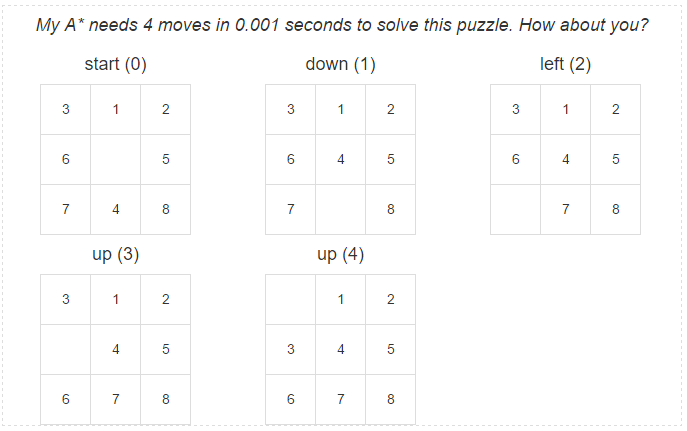 My A* needs 4 moves in 0.001 seconds to solve this puzzle. How about you?
start (0) down (1) left (2)
3 1 2 3 1 2 3 1 2
6 5 6 4 5 6 4 5
7 4 8 7 8 7 8
up (3) up (4)
3 1 2 1 2
4 5 3 4 5
6 7 8 6 7 8